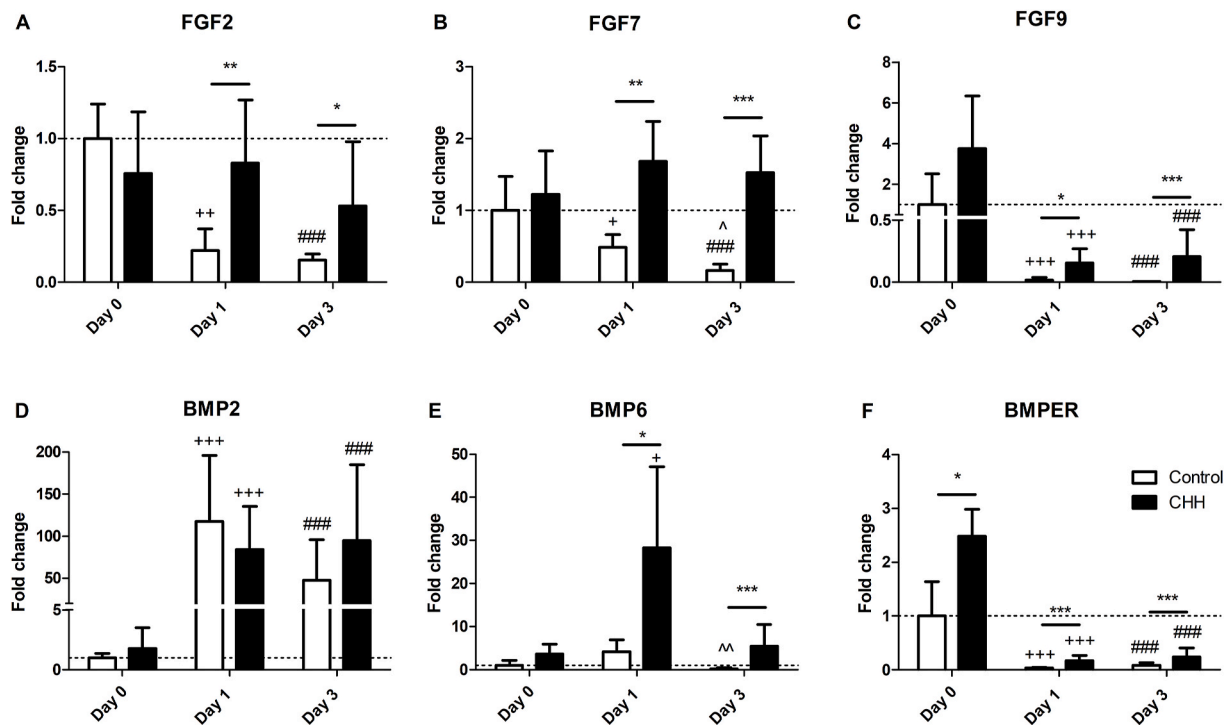 A FGF2
Fold change
1.5
1.0
0.5
0.0
**
*
++
###
Day 0 Day 1 Day 3
B FGF7
Fold change
3
2
1
0
**
***
+
^
###
Day 0 Day 1 Day 3
C FGF9
Fold change
8
6
4
2
0.5
0.0
*
***
+++ +++
### ###
Day 0 Day 1 Day 3
D BMP2
Fold change
200
150
100
50
5
0
+++ +++
### ###
Day 0 Day 1 Day 3
E BMP6
Fold change
50
40
30
20
10
0
*
+
***
^^
Day 0 Day 1 Day 3
F BMPER
Fold change
4
3
2
1
0
*
***
***
+++ +++
### ###
Day 0 Day 1 Day 3
Control
CHH